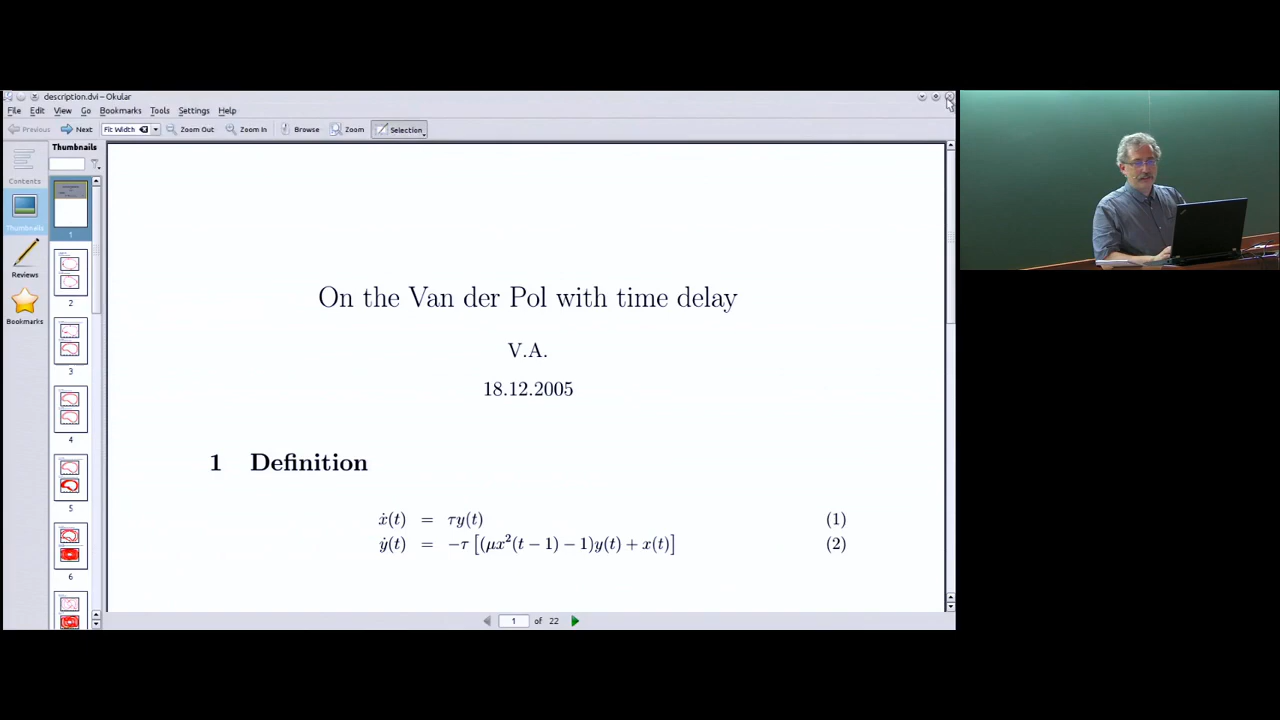 description.dvi – Okular
File Edit View Go Bookmarks Tools Settings Help
Previous Next Fit Width Zoom Out Zoom In Browse Zoom Selection
Thumbnails
Contents
Thumbnails
Reviews
Bookmarks
1
2
3
4
5
6
On the Van der Pol with time delay
V.A.
18.12.2005
1 Definition
ẋ(t) = τy(t) (1)
ẏ(t) = −τ [(μx²(t − 1) − 1)y(t) + x(t)] (2)
1 of 22